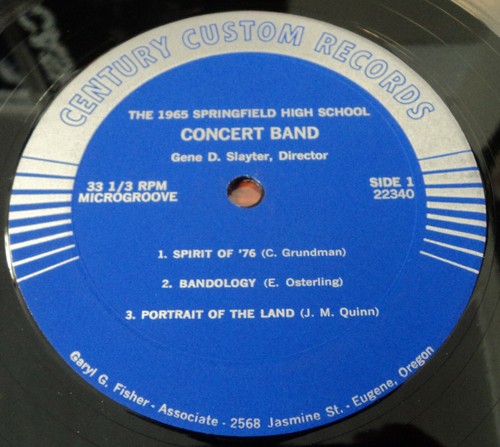 CENTURY CUSTOM RECORDS
THE 1965 SPRINGFIELD HIGH SCHOOL
CONCERT BAND
Gene D. Slayter, Director
33 1/3 RPM
MICROGROOVE
SIDE 1
22340
1. SPIRIT OF '76 (C. Grundman)
2. BANDOLOGY (E. Osterling)
3. PORTRAIT OF THE LAND (J. M. Quinn)
Garyl G. Fisher - Associate - 2568 Jasmine St. - Eugene, Oregon